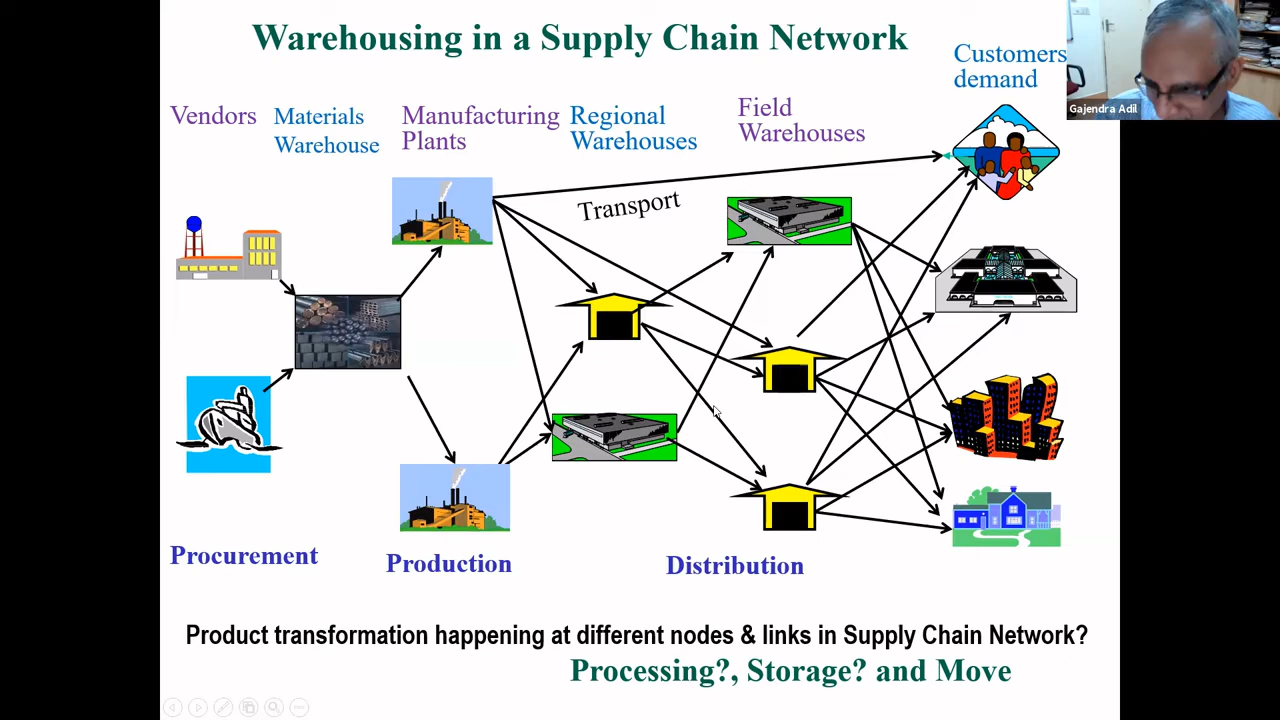 Warehousing in a Supply Chain Network
Customers
demand
Gajendra Adil
Vendors
Materials
Warehouse
Manufacturing
Plants
Regional
Warehouses
Field
Warehouses
Transport
Procurement
Production
Distribution
Product transformation happening at different nodes & links in Supply Chain Network?
Processing?, Storage? and Move